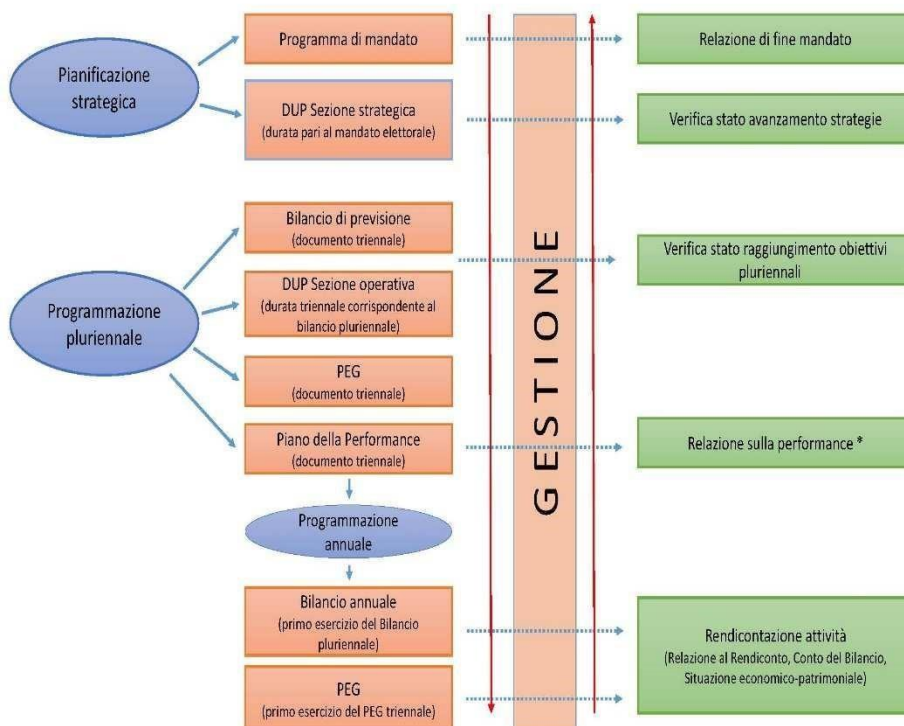 Pianificazione
strategica
Programma di mandato
DUP Sezione strategica
(durata pari al mandato elettorale)
Relazione di fine mandato
Verifica stato avanzamento strategie
Programmazione
pluriennale
Bilancio di previsione
(documento triennale)
DUP Sezione operativa
(durata triennale corrispondente al
bilancio pluriennale)
PEG
(documento triennale)
Piano della Performance
(documento triennale)
GESTIONE
Verifica stato raggiungimento obiettivi
pluriennali
Relazione sulla performance *
Programmazione
annuale
Bilancio annuale
(primo esercizio del Bilancio
pluriennale)
PEG
(primo esercizio del PEG triennale)
Rendicontazione attività
(Relazione al Rendiconto, Conto del Bilancio,
Situazione economico-patrimoniale)